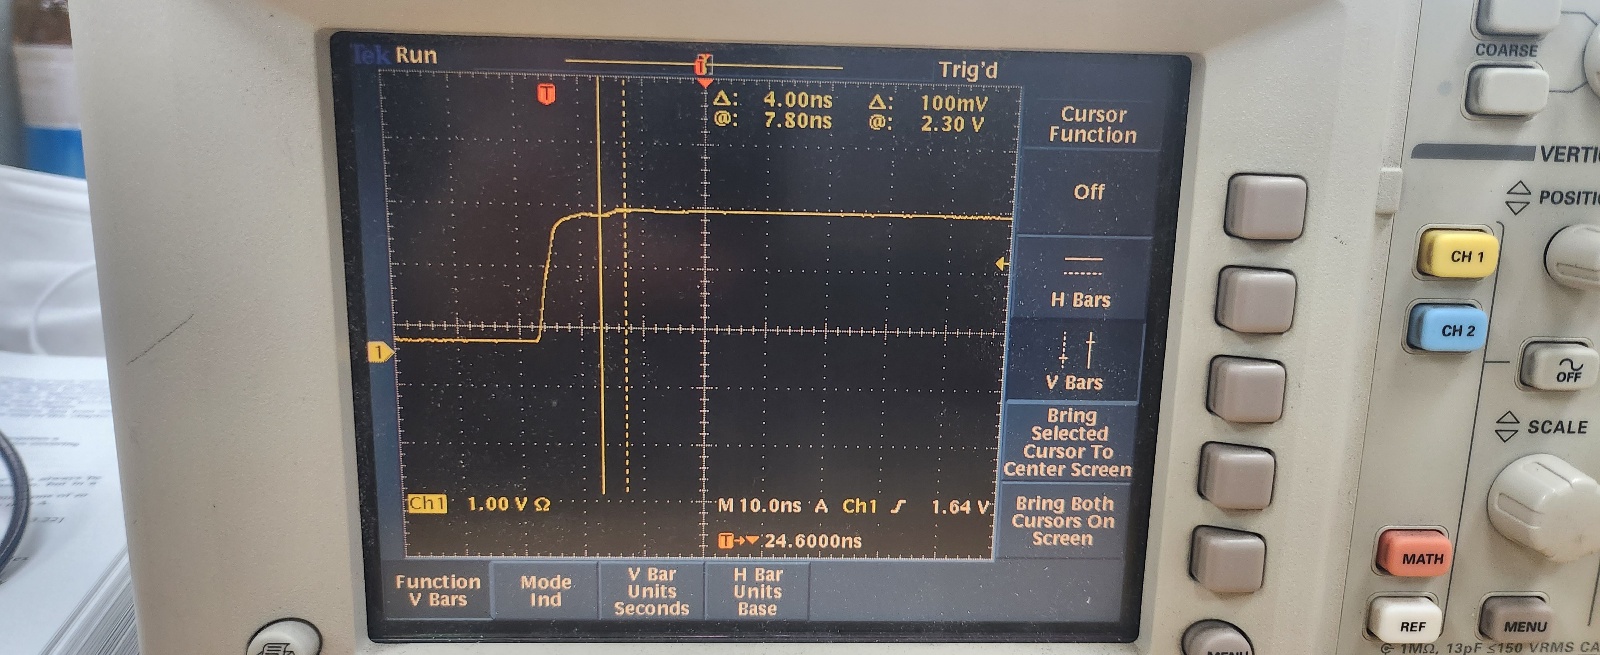 Tek Run
Trig'd
T
T
Δ: 4.00ns Δ: 100mV
@: 7.80ns @: 2.30 V
Cursor
Function
Off
H Bars
V Bars
Bring
Selected
Cursor To
Center Screen
Bring Both
Cursors On
Screen
1
Ch1 1.00 V Ω
M 10.0ns A Ch1 ∫ 1.64 V
T→▼ 24.6000ns
Function
V Bars
Mode
Ind
V Bar
Units
Seconds
H Bar
Units
Base
COARSE
POSITI
CH 1
CH 2
OFF
SCALE
MATH
REF
MENU
MENU
1MΩ, 13pF ≤150 VRMS CA